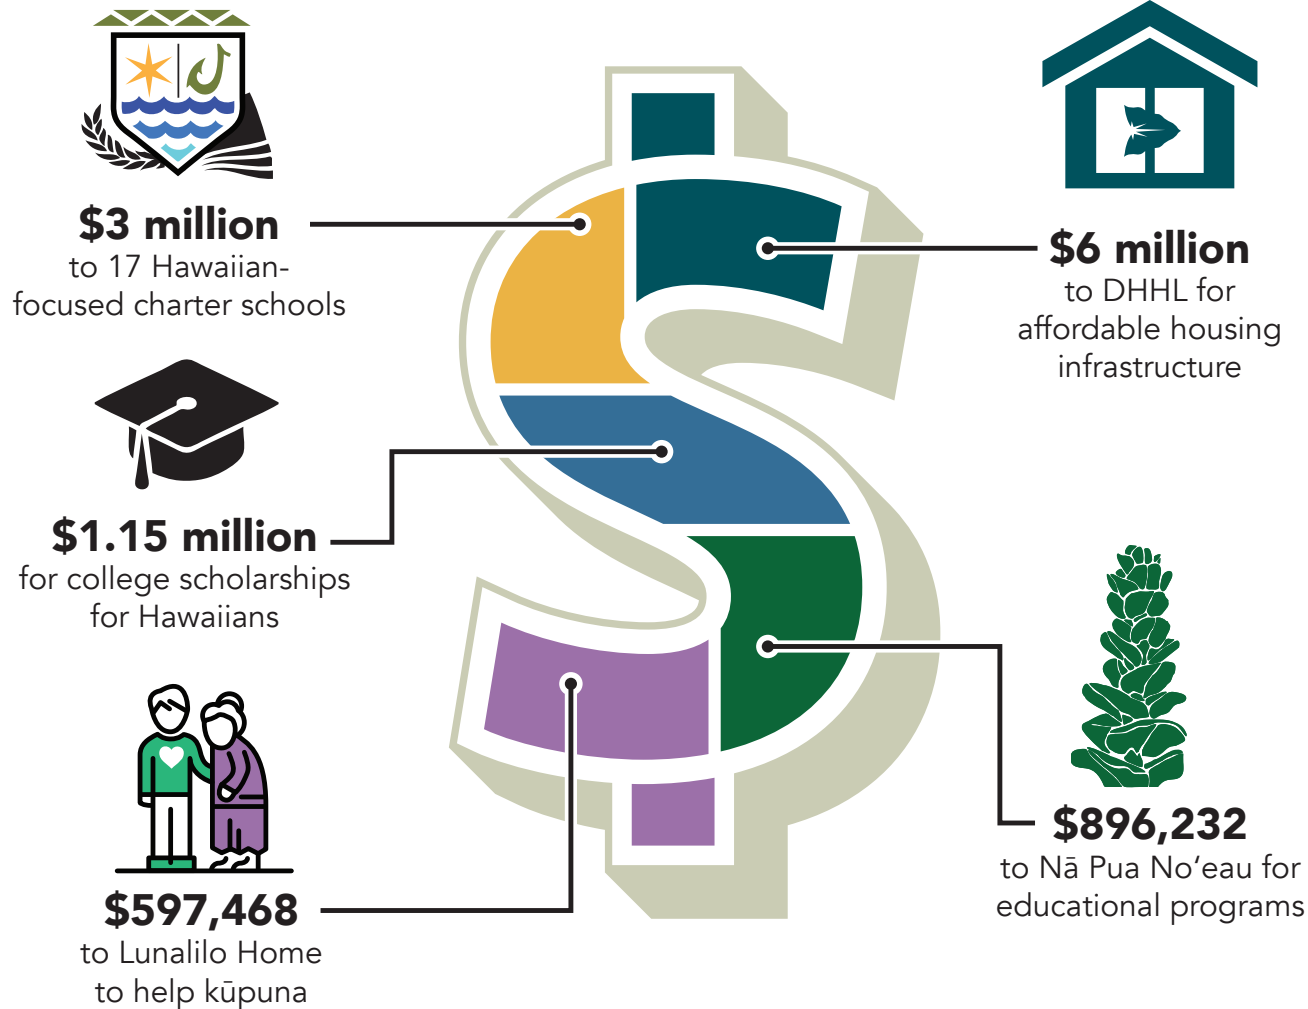 $3 million
to 17 Hawaiian-
focused charter schools
$1.15 million
for college scholarships
for Hawaiians
$597,468
to Lunalilo Home
to help kūpuna
$6 million
to DHHL for
affordable housing
infrastructure
$896,232
to Nā Pua No‘eau for
educational programs